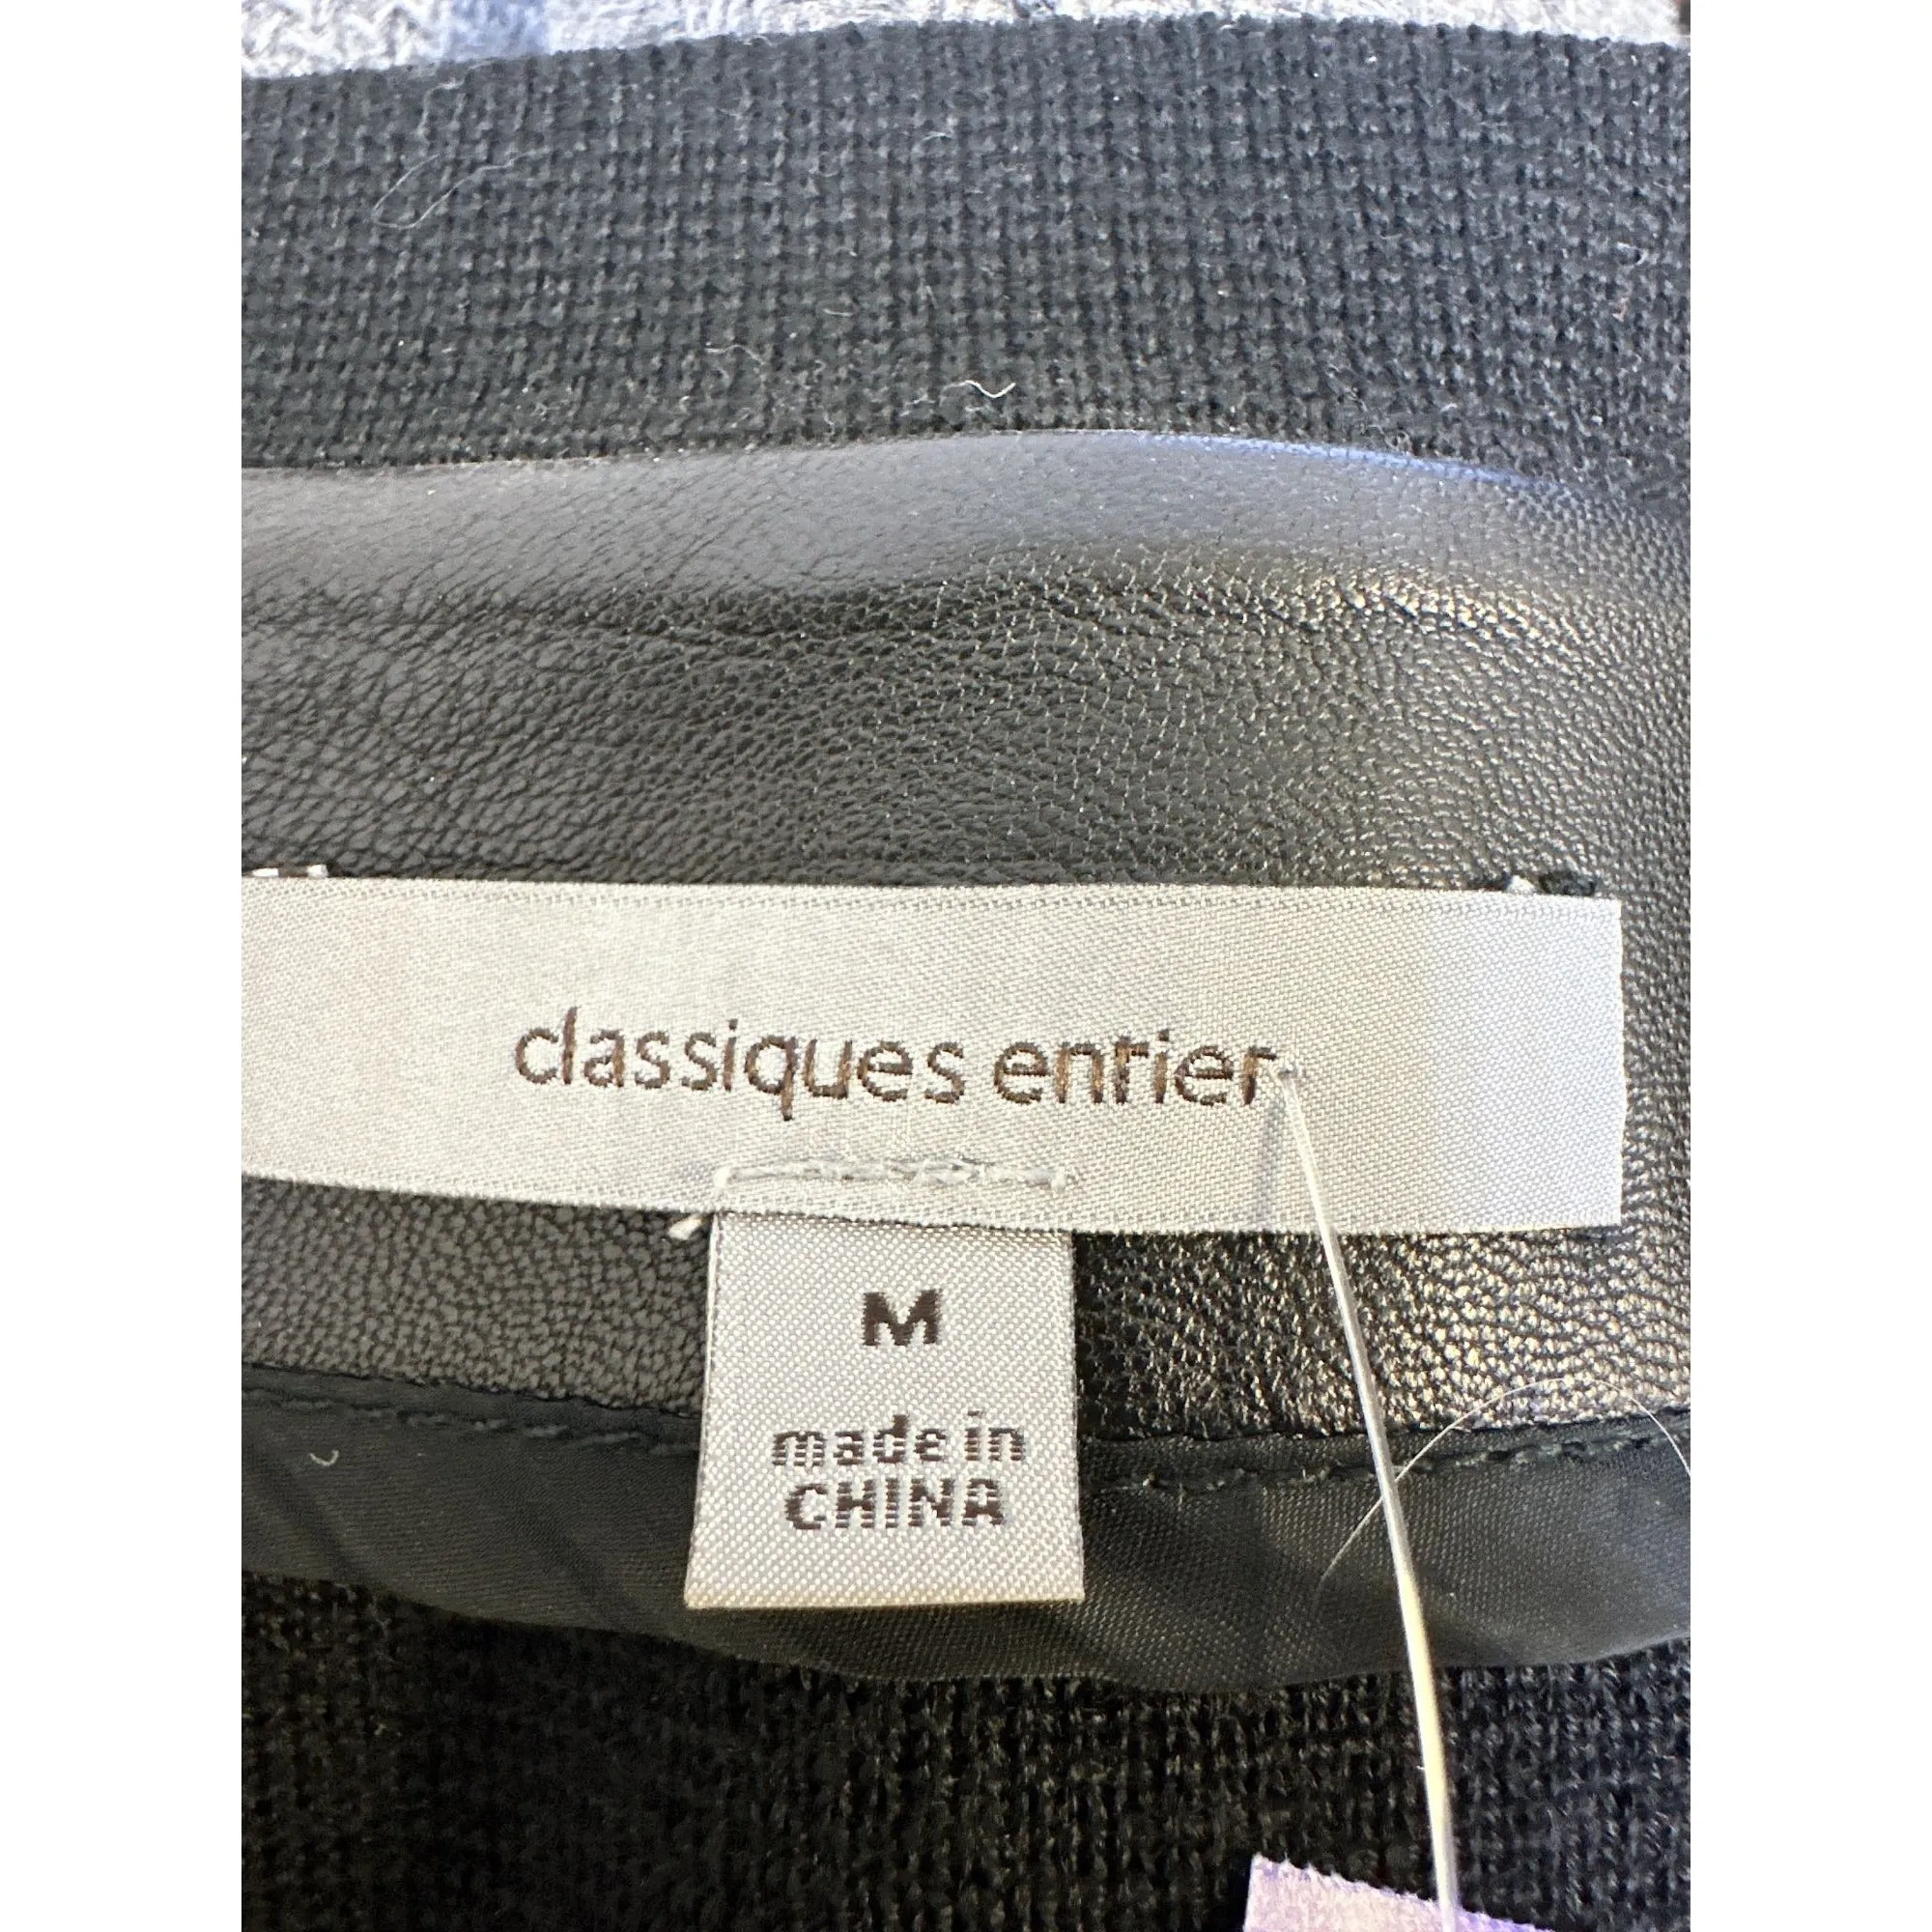 classiques entier
M
made in
CHINA